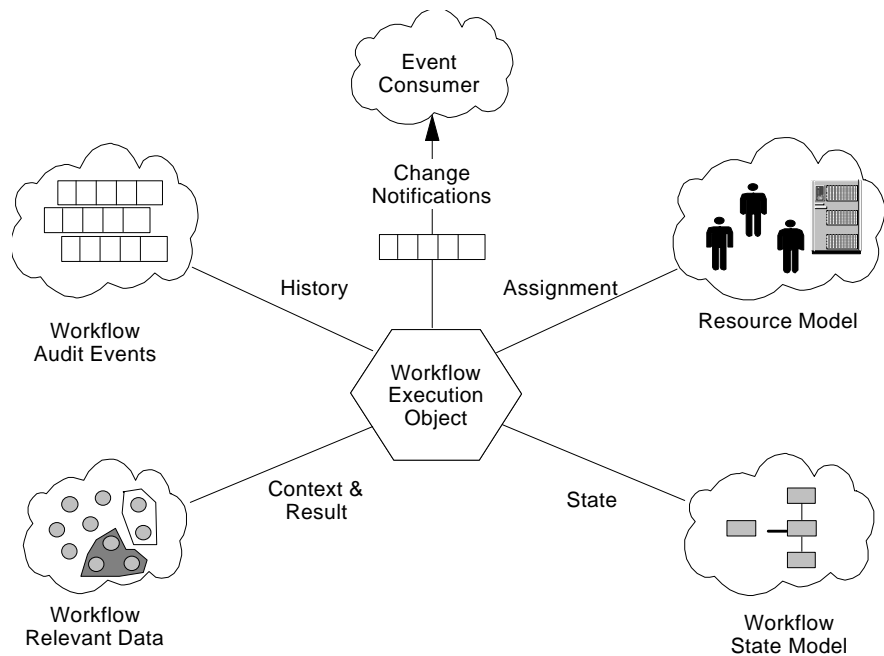 Event
Consumer
Change
Notifications
History
Assignment
Workflow
Audit Events
Resource Model
Workflow
Execution
Object
Context &
Result
State
Workflow
Relevant Data
Workflow
State Model